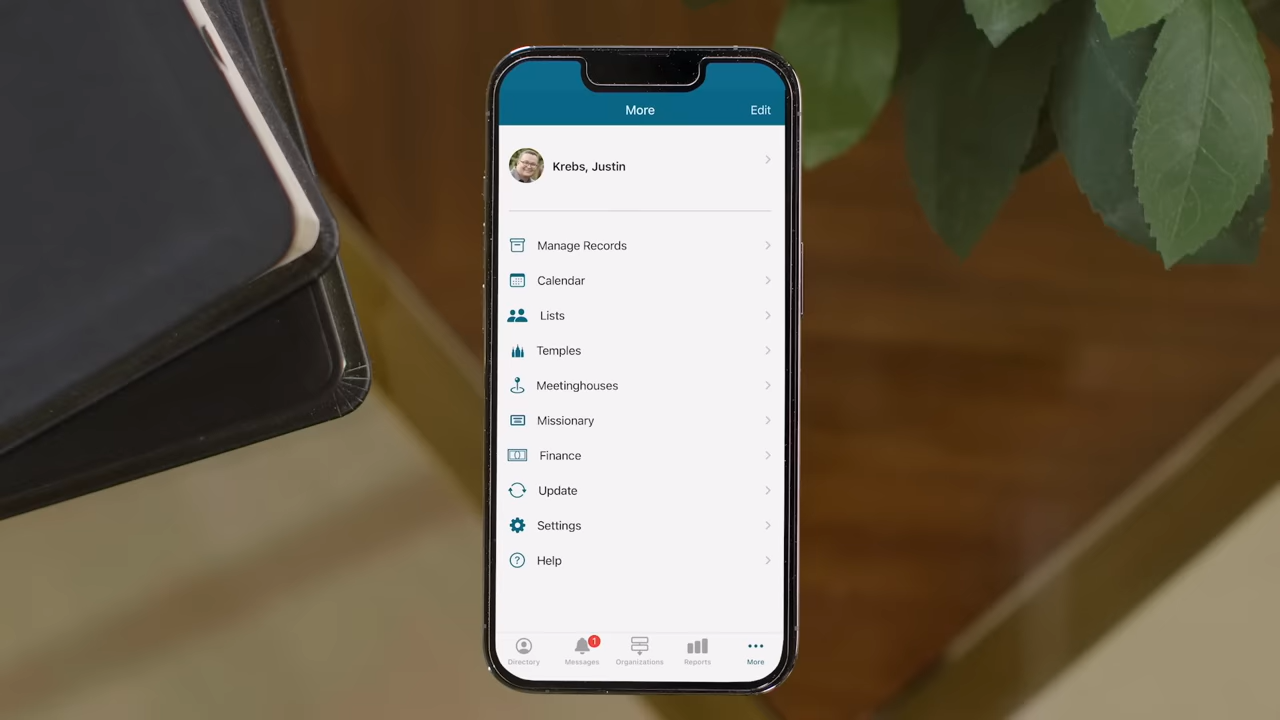 More
Edit
Krebs, Justin
Manage Records
Calendar
Lists
Temples
Meetinghouses
Missionary
Finance
Update
Settings
? Help
Directory
1
Messages
Organizations
Reports
More